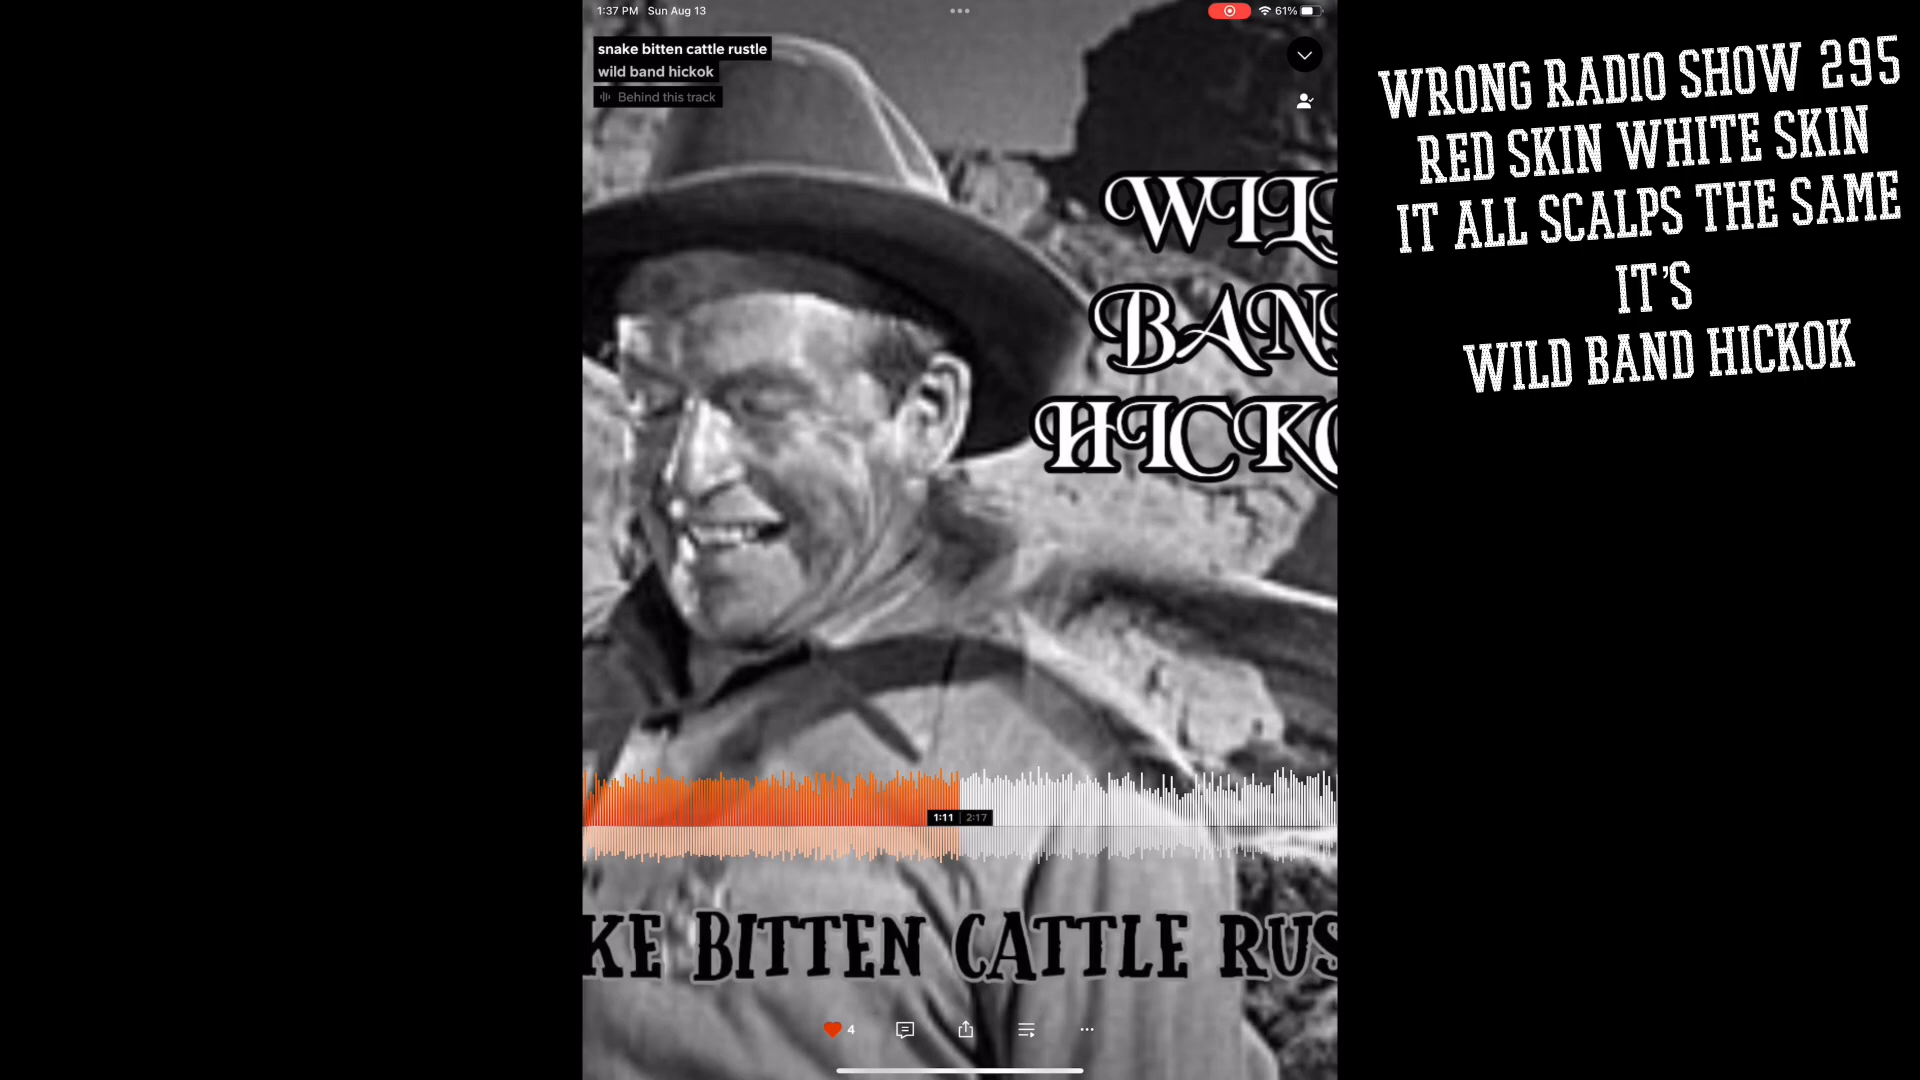 1:37 PM Sun Aug 13
61%
snake bitten cattle rustle
wild band hickok
Behind this track
WIL
BAN
HICKO
1:11 2:17
KE BITTEN CATTLE RUS
4
WRONG RADIO SHOW 295
RED SKIN WHITE SKIN
IT ALL SCALPS THE SAME
IT'S
WILD BAND HICKOK